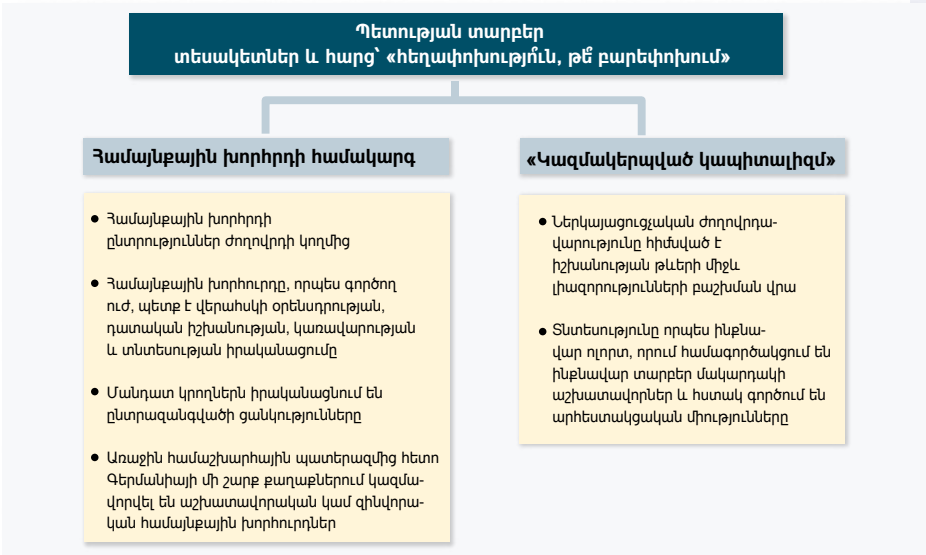 Պետության տարբեր
տեսակետներ և հարց՝ «հեղափոխությո՞ւն, թե՞ բարեփոխում»
Համայնքային խորհրդի համակարգ
● Համայնքային խորհրդի
ընտրություններ ժողովրդի կողմից
● Համայնքային խորհուրդը, որպես գործող
ուժ, պետք է վերահսկի օրենսդրության,
դատական իշխանության, կառավարության
և տնտեսության իրականացումը
● Մանդատ կրողներն իրականացնում են
ընտրազանգվածի ցանկությունները
● Առաջին համաշխարհային պատերազմից հետո
Գերմանիայի մի շարք քաղաքներում կազմա-
վորվել են աշխատավորական կամ զինվորա-
կան համայնքային խորհուրդներ
«Կազմակերպված կապիտալիզմ»
● Ներկայացուցչական ժողովրդա-
վարությունը հիմնված է
իշխանության թևերի միջև
լիազորությունների բաշխման վրա
● Տնտեսությունը որպես ինքնա-
վար ոլորտ, որում համագործակցում են
ինքնավար տարբեր մակարդակի
աշխատավորներ և հստակ գործում են
արհեստակցական միությունները